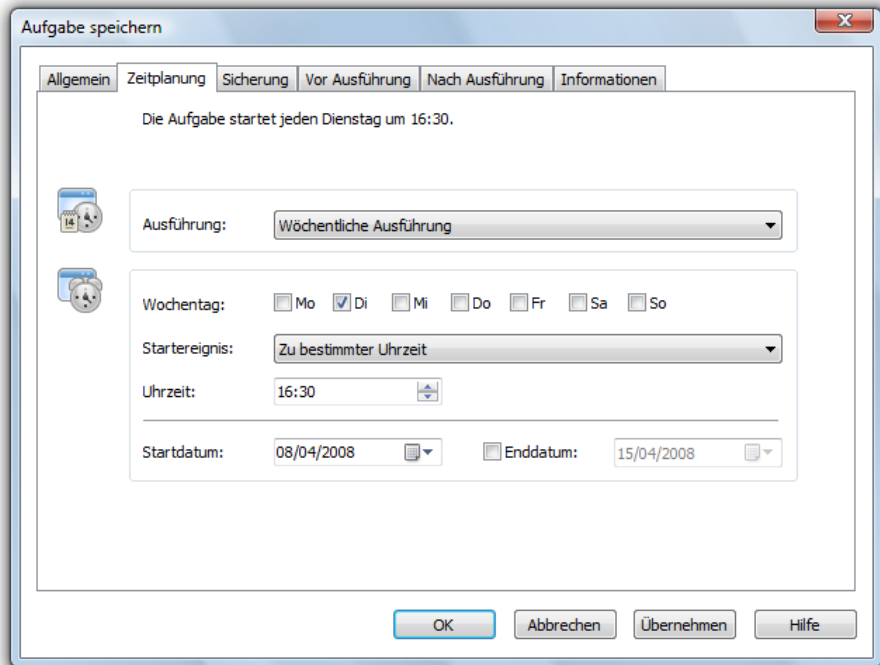 Aufgabe speichern
Allgemein Zeitplanung Sicherung Vor Ausführung Nach Ausführung Informationen
Die Aufgabe startet jeden Dienstag um 16:30.
14
Ausführung: Wöchentliche Ausführung
Wochentag: Mo Di Mi Do Fr Sa So
Startereignis: Zu bestimmter Uhrzeit
Uhrzeit: 16:30
Startdatum: 08/04/2008 Enddatum: 15/04/2008
OK Abbrechen Übernehmen Hilfe